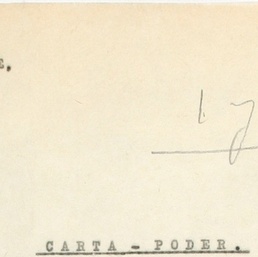 E,
CARTA - PODER.